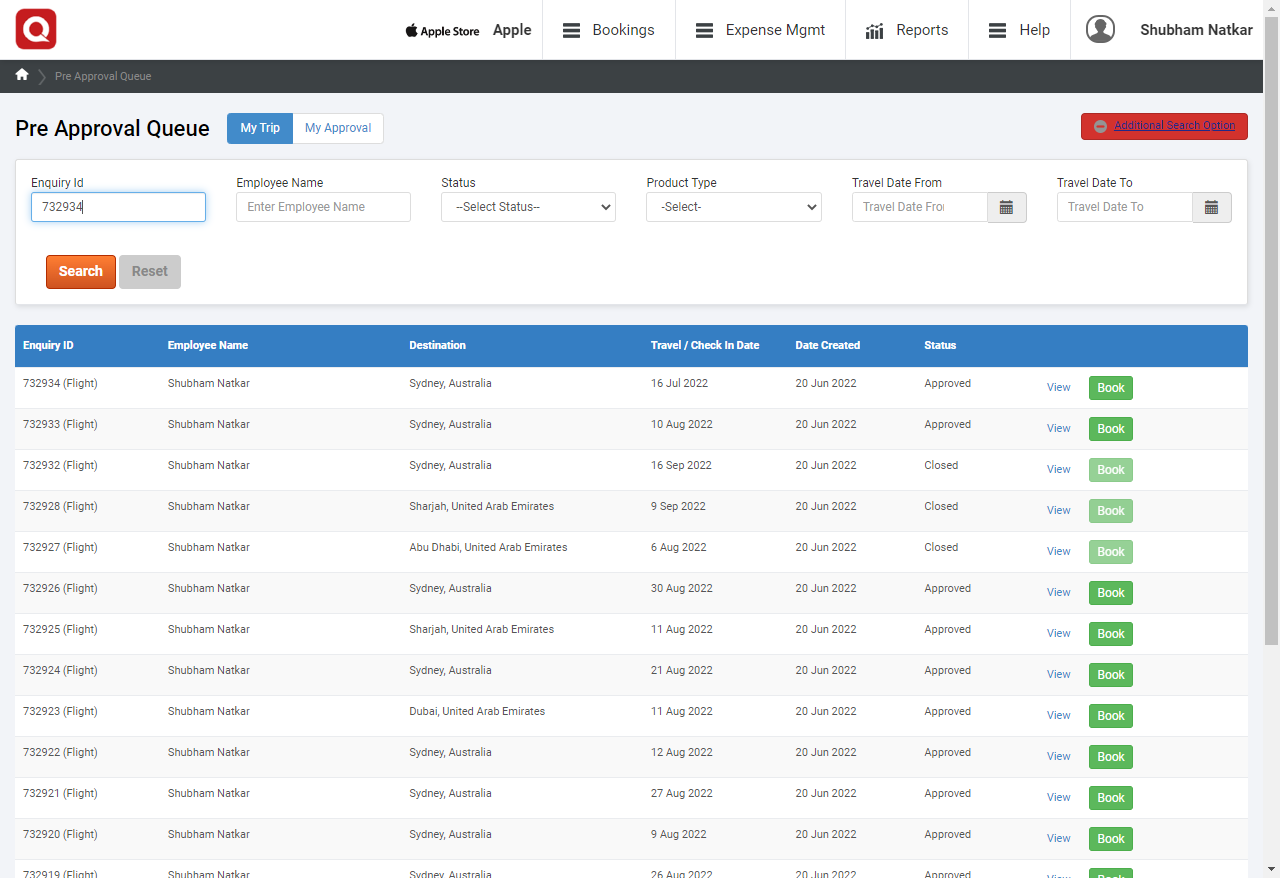 Apple Store Apple Bookings Expense Mgmt Reports Help Shubham Natkar
Pre Approval Queue
Pre Approval Queue My Trip My Approval Additional Search Option
Enquiry Id Employee Name Status Product Type Travel Date From Travel Date To
732934 Enter Employee Name --Select Status-- -Select- Travel Date From Travel Date To
Search Reset
Enquiry ID Employee Name Destination Travel / Check In Date Date Created Status
732934 (Flight) Shubham Natkar Sydney, Australia 16 Jul 2022 20 Jun 2022 Approved View Book
732933 (Flight) Shubham Natkar Sydney, Australia 10 Aug 2022 20 Jun 2022 Approved View Book
732932 (Flight) Shubham Natkar Sydney, Australia 16 Sep 2022 20 Jun 2022 Closed View Book
732928 (Flight) Shubham Natkar Sharjah, United Arab Emirates 9 Sep 2022 20 Jun 2022 Closed View Book
732927 (Flight) Shubham Natkar Abu Dhabi, United Arab Emirates 6 Aug 2022 20 Jun 2022 Closed View Book
732926 (Flight) Shubham Natkar Sydney, Australia 30 Aug 2022 20 Jun 2022 Approved View Book
732925 (Flight) Shubham Natkar Sharjah, United Arab Emirates 11 Aug 2022 20 Jun 2022 Approved View Book
732924 (Flight) Shubham Natkar Sydney, Australia 21 Aug 2022 20 Jun 2022 Approved View Book
732923 (Flight) Shubham Natkar Dubai, United Arab Emirates 11 Aug 2022 20 Jun 2022 Approved View Book
732922 (Flight) Shubham Natkar Sydney, Australia 12 Aug 2022 20 Jun 2022 Approved View Book
732921 (Flight) Shubham Natkar Sydney, Australia 27 Aug 2022 20 Jun 2022 Approved View Book
732920 (Flight) Shubham Natkar Sydney, Australia 9 Aug 2022 20 Jun 2022 Approved View Book
732919 (Flight) Shubham Natkar Sydney, Australia 26 Aug 2022 20 Jun 2022 Approved View Book